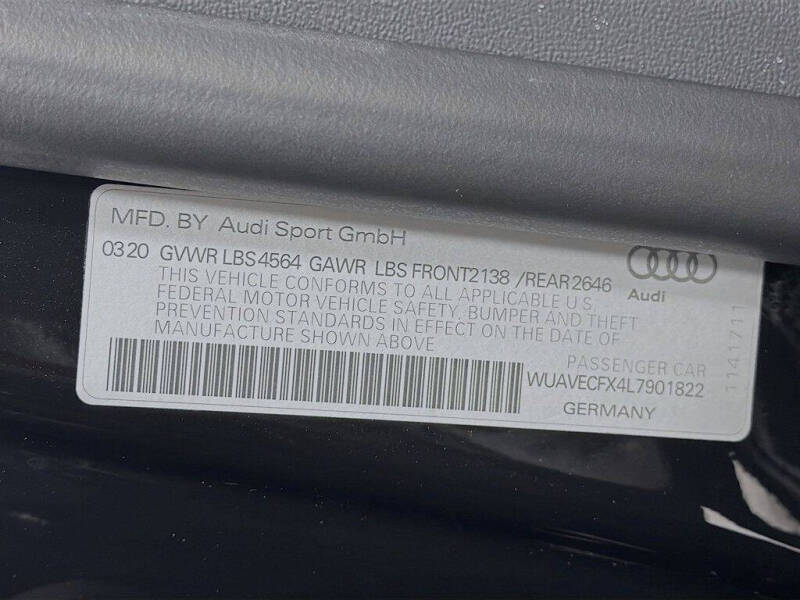 MFD. BY Audi Sport GmbH
0320 GVWR LBS4564 GAWR LBS FRONT2138 /REAR2646
THIS VEHICLE CONFORMS TO ALL APPLICABLE U.S.
FEDERAL MOTOR VEHICLE SAFETY, BUMPER AND THEFT
PREVENTION STANDARDS IN EFFECT ON THE DATE OF
MANUFACTURE SHOWN ABOVE
Audi
1141711
PASSENGER CAR
WUAVECFX4L7901822
GERMANY